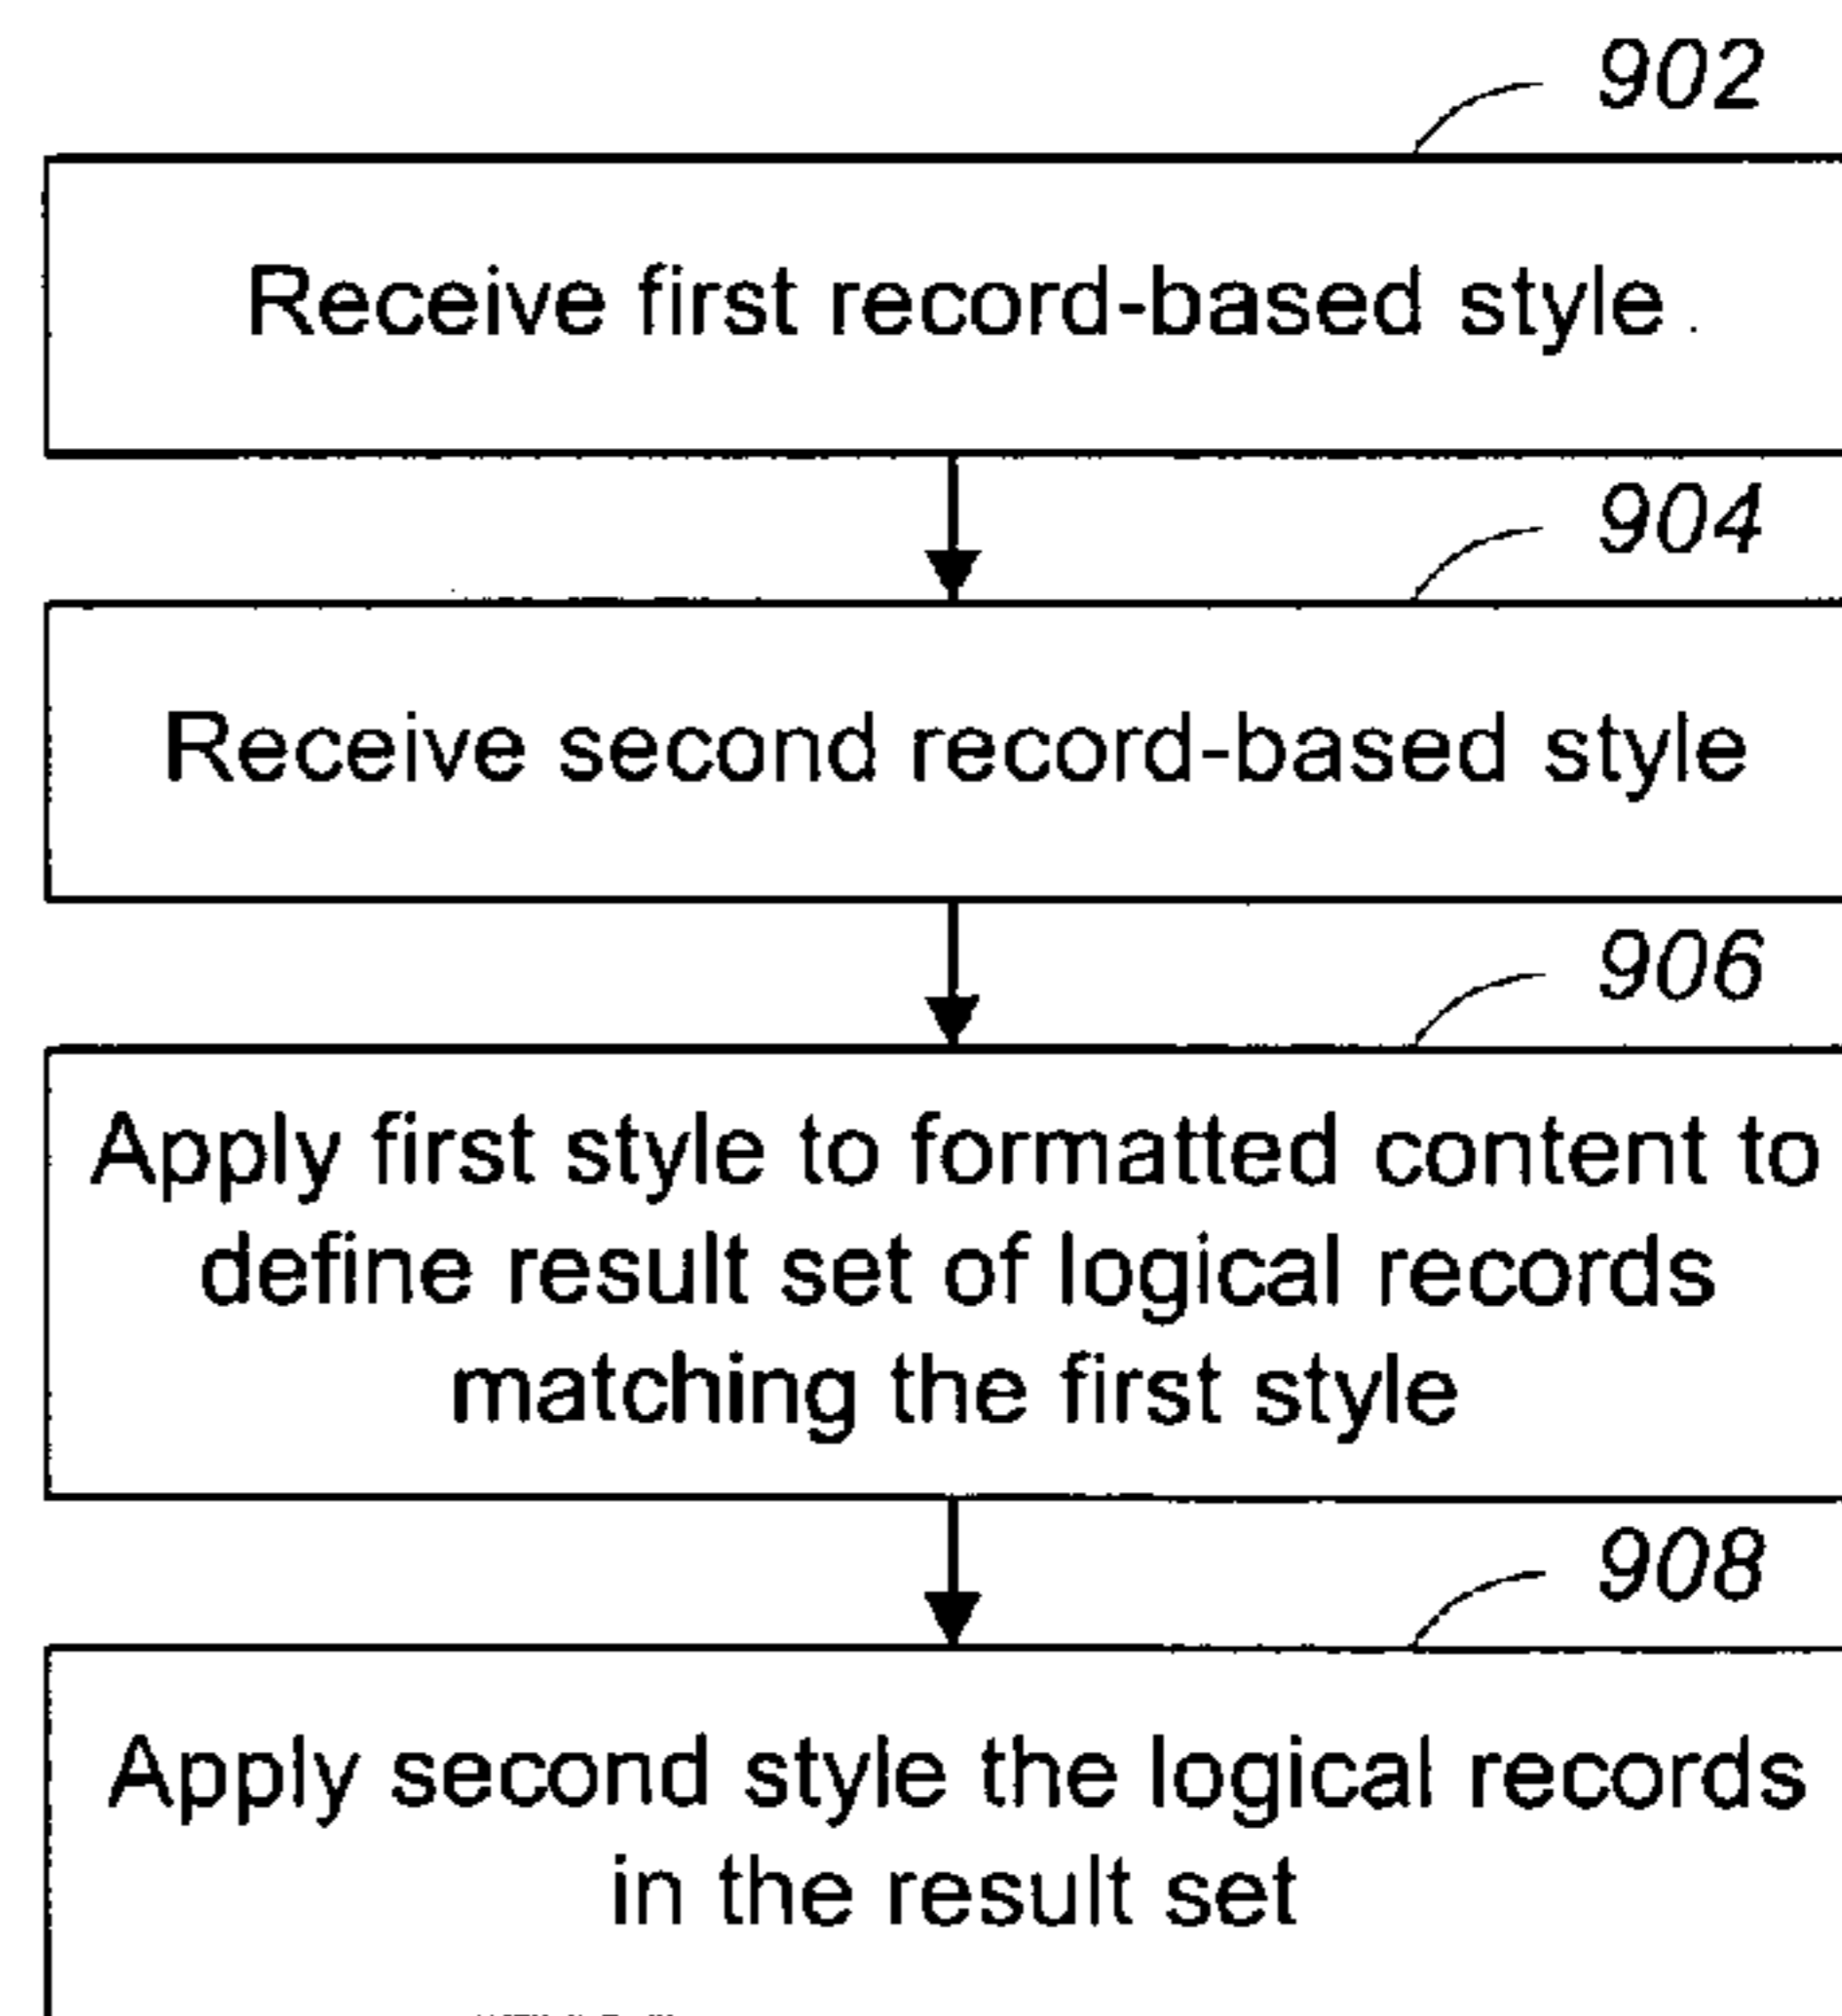 902
Receive first record-based style
904
Receive second record-based style
906
Apply first style to formatted content to
define result set of logical records
matching the first style
908
Apply second style the logical records
in the result set